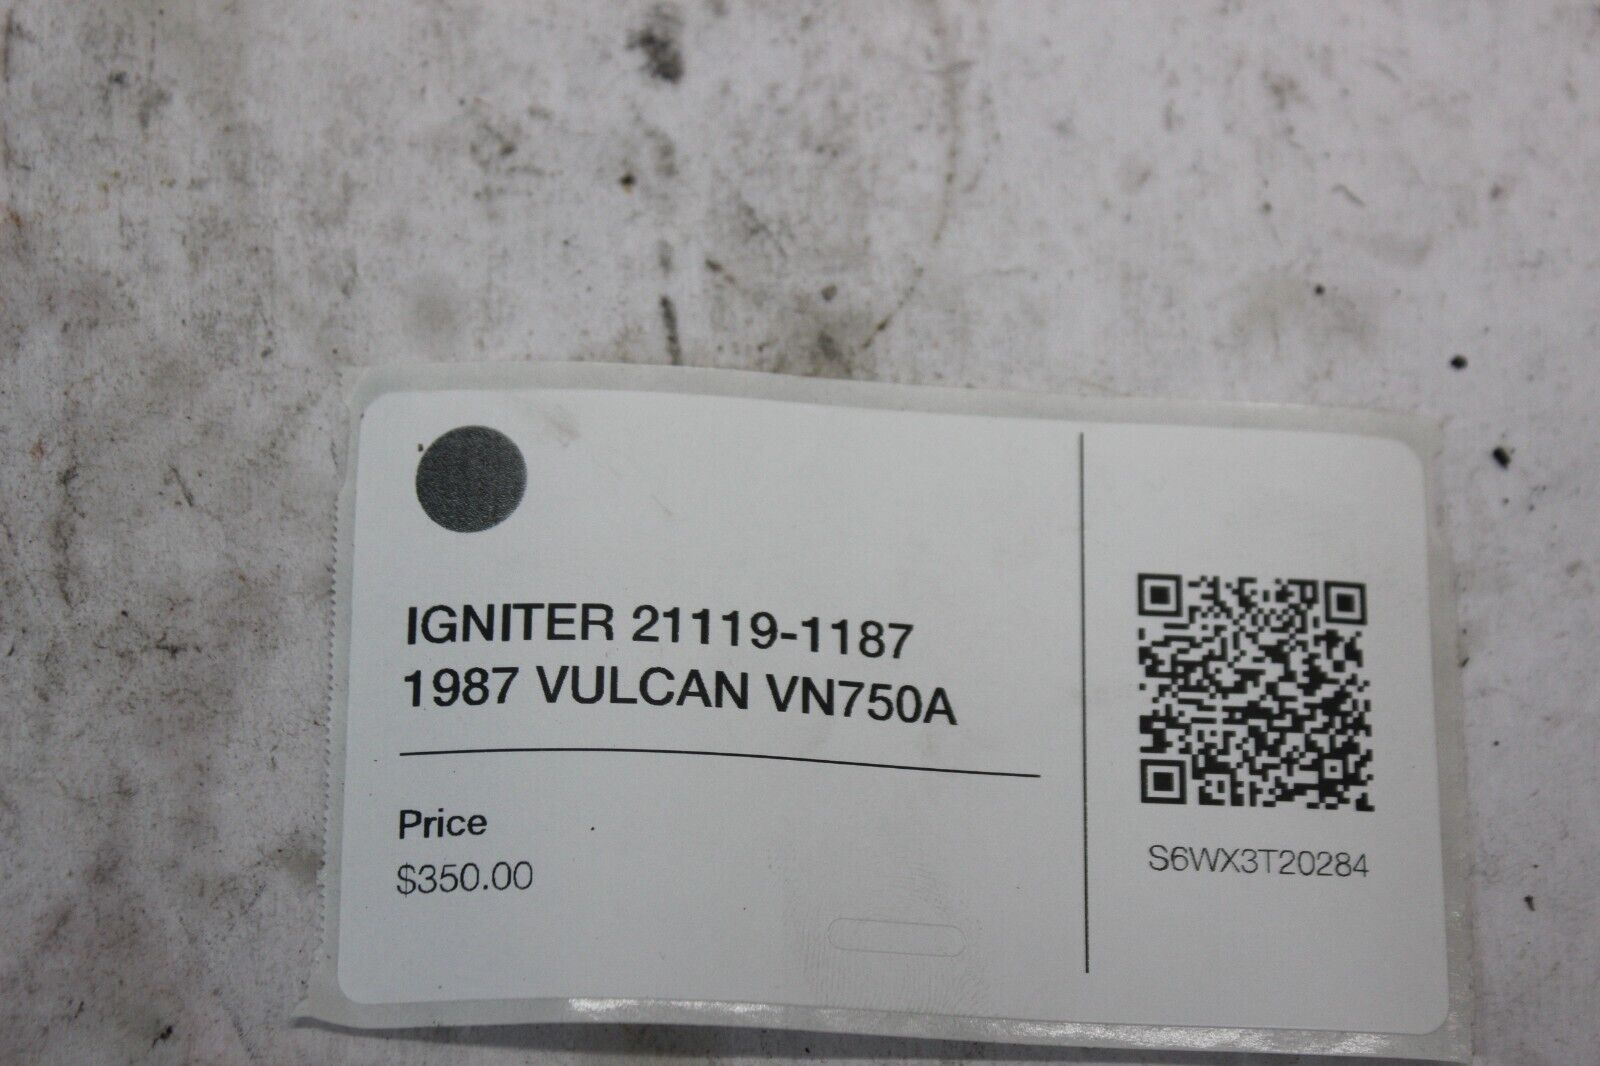 IGNITER 21119-1187
1987 VULCAN VN750A
Price
$350.00
S6WX3T20284